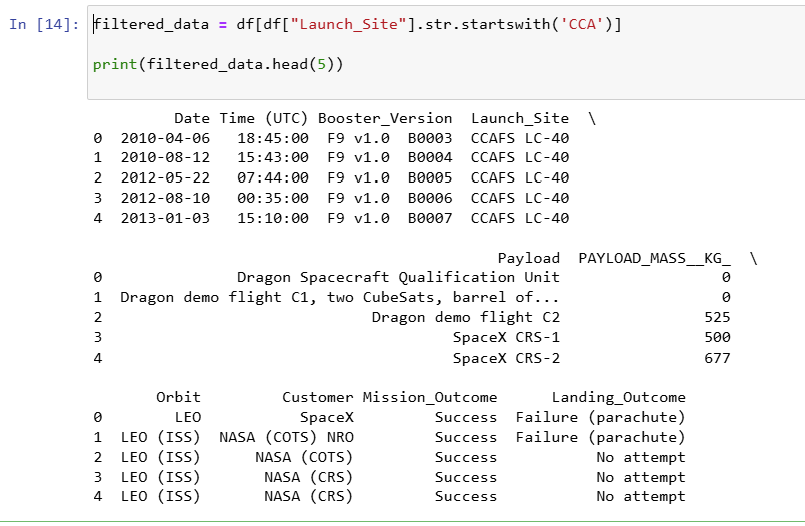 In [14]: filtered_data = df[df["Launch_Site"].str.startswith('CCA')]
print(filtered_data.head(5))
Date Time (UTC) Booster_Version Launch_Site \
0 2010-04-06 18:45:00 F9 v1.0 B0003 CCAFS LC-40
1 2010-08-12 15:43:00 F9 v1.0 B0004 CCAFS LC-40
2 2012-05-22 07:44:00 F9 v1.0 B0005 CCAFS LC-40
3 2012-08-10 00:35:00 F9 v1.0 B0006 CCAFS LC-40
4 2013-01-03 15:10:00 F9 v1.0 B0007 CCAFS LC-40
Payload PAYLOAD_MASS__KG_ \
0 Dragon Spacecraft Qualification Unit 0
1 Dragon demo flight C1, two CubeSats, barrel of... 0
2 Dragon demo flight C2 525
3 SpaceX CRS-1 500
4 SpaceX CRS-2 677
Orbit Customer Mission_Outcome Landing_Outcome
0 LEO SpaceX Success Failure (parachute)
1 LEO (ISS) NASA (COTS) NRO Success Failure (parachute)
2 LEO (ISS) NASA (COTS) Success No attempt
3 LEO (ISS) NASA (CRS) Success No attempt
4 LEO (ISS) NASA (CRS) Success No attempt